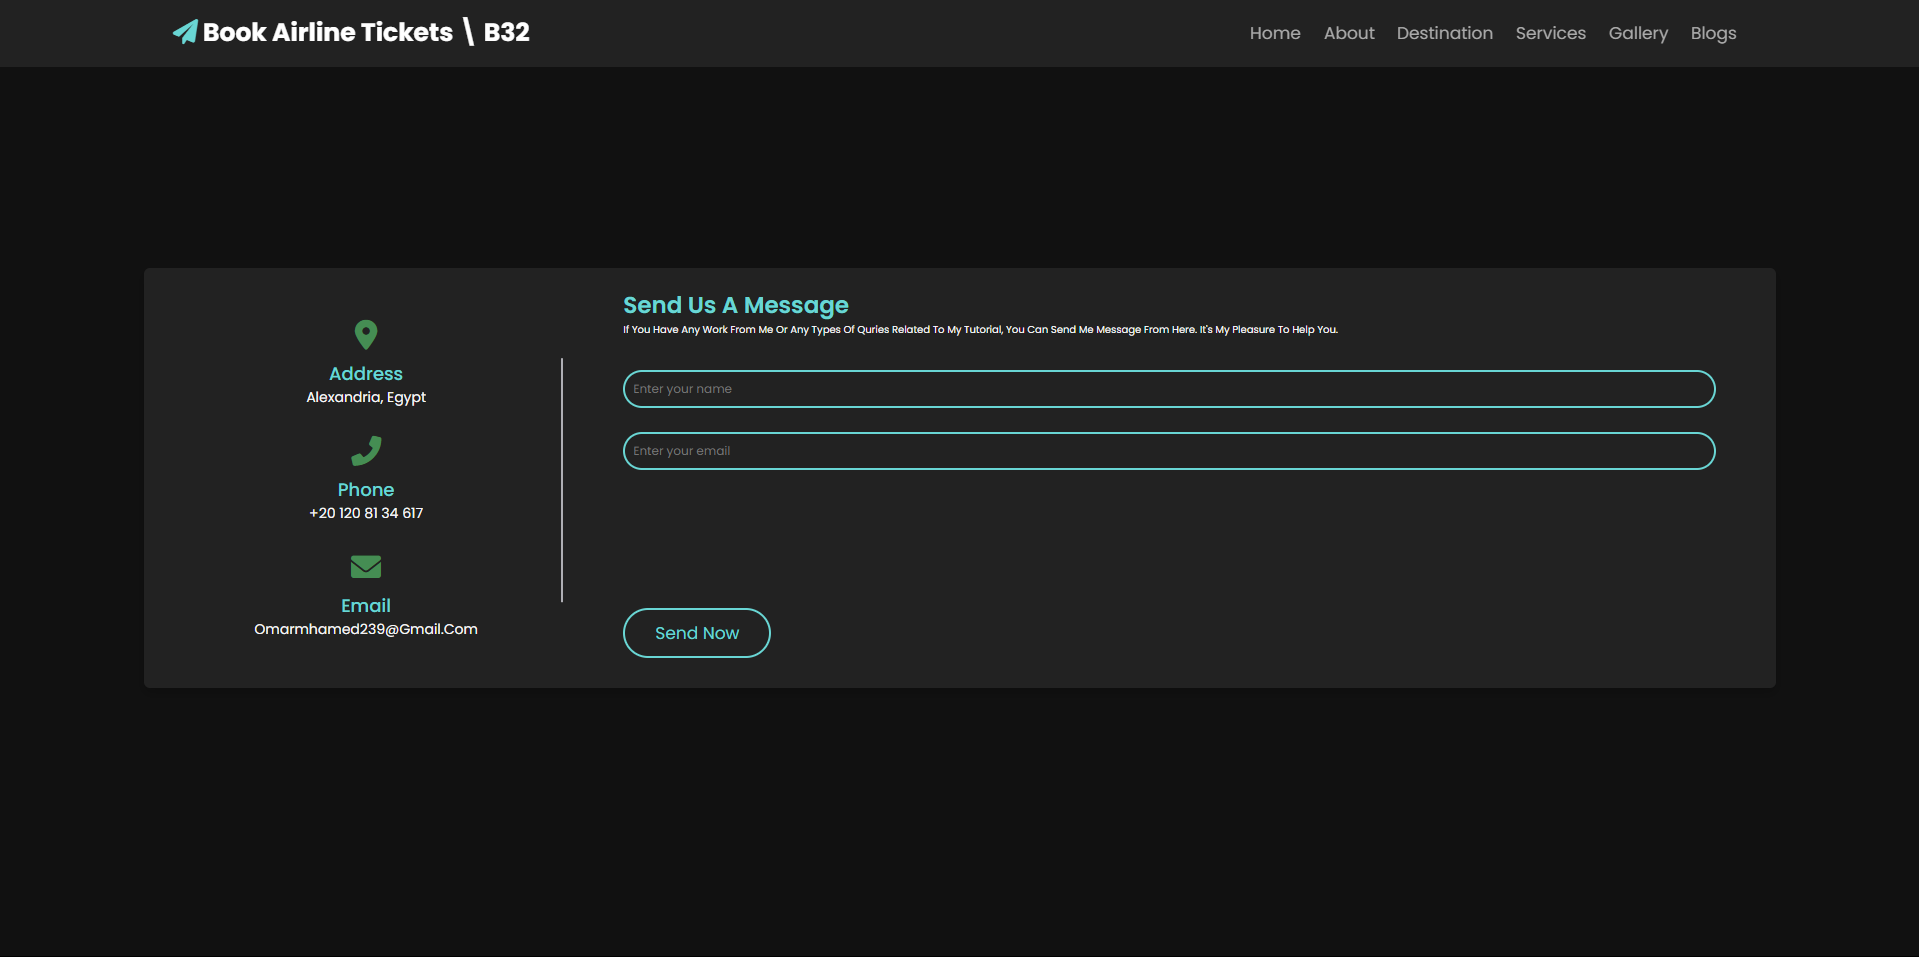 Book Airline Tickets \ B32
Home About Destination Services Gallery Blogs
Address
Alexandria, Egypt
Phone
+20 120 81 34 617
Email
Omarmhamed239@Gmail.Com
Send Us A Message
If You Have Any Work From Me Or Any Types Of Quries Related To My Tutorial, You Can Send Me Message From Here. It's My Pleasure To Help You.
Enter your name
Enter your email
Send Now